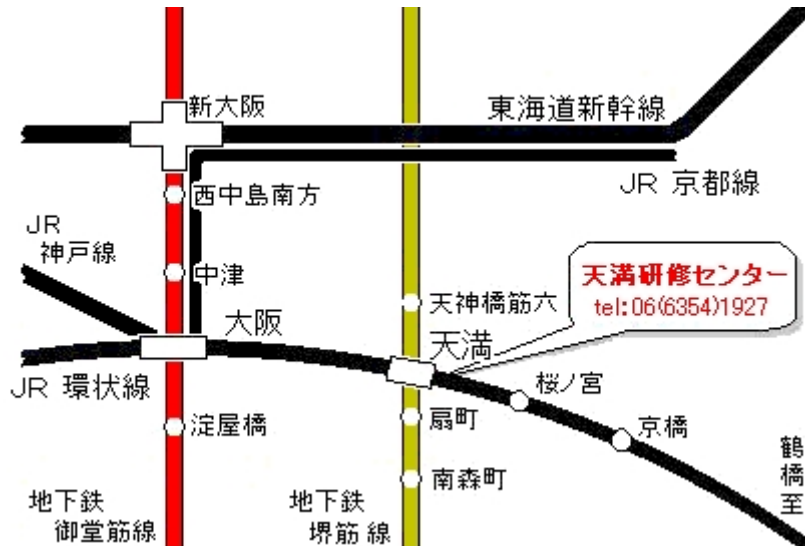 新大阪
東海道新幹線
JR 京都線
西中島南方
JR
神戸線
中津
天満研修センター
tel:06(6354)1927
天神橋筋六
大阪
天満
JR 環状線
桜ノ宮
淀屋橋
扇町
京橋
南森町
鶴橋至
地下鉄
御堂筋線
地下鉄
堺筋線